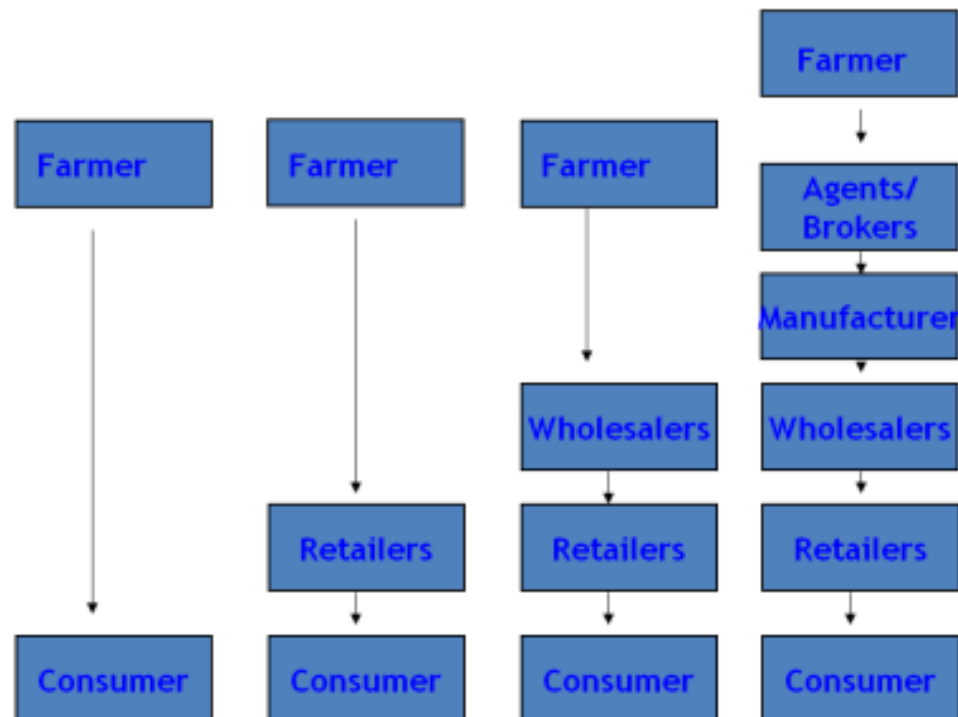 Farmer
Consumer
Farmer
Retailers
Consumer
Farmer
Wholesalers
Retailers
Consumer
Farmer
Agents/
Brokers
Manufacturer
Wholesalers
Retailers
Consumer